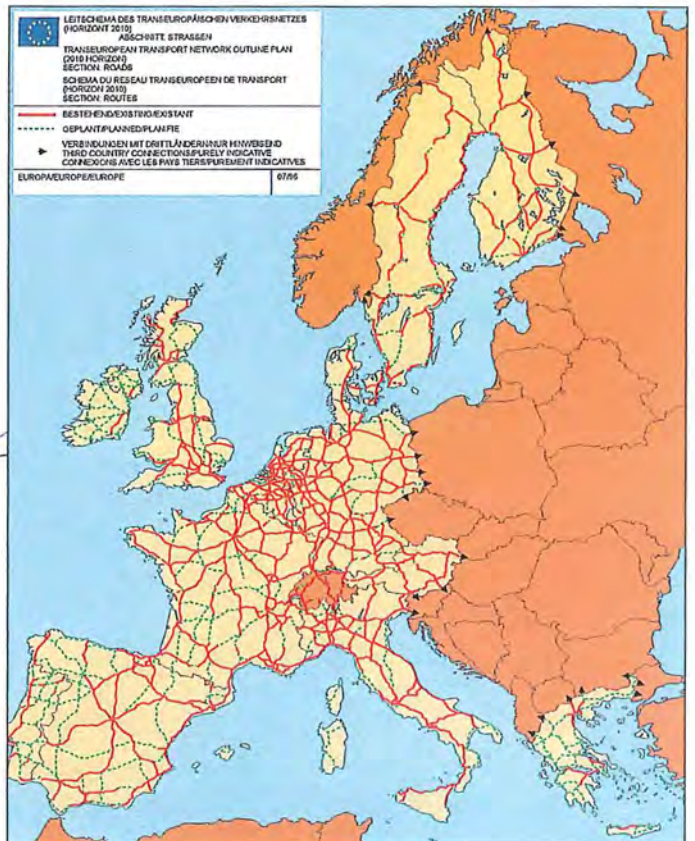 LEITSCHEMA DES TRANSEUROPÄISCHEN VERKEHRSNETZES
(HORIZONT 2010)
ABSCHNITT: STRASSEN
TRANSEUROPEAN TRANSPORT NETWORK OUTLINE PLAN
(2010 HORIZON)
SECTION: ROADS
SCHEMA DU RESEAU TRANSEUROPEEN DE TRANSPORT
(HORIZON 2010)
SECTION: ROUTES
BESTEHEND/EXISTING/EXISTANT
GEPLANT/PLANNED/PLANIFIE
VERBINDUNGEN MIT DRITTLÄNDERN/NUR HINWEISEND
THIRD COUNTRY CONNECTIONS/PURELY INDICATIVE
CONNEXIONS AVEC LES PAYS TIERS/PUREMENT INDICATIVES
EUROPA/EUROPE/EUROPE 07/95